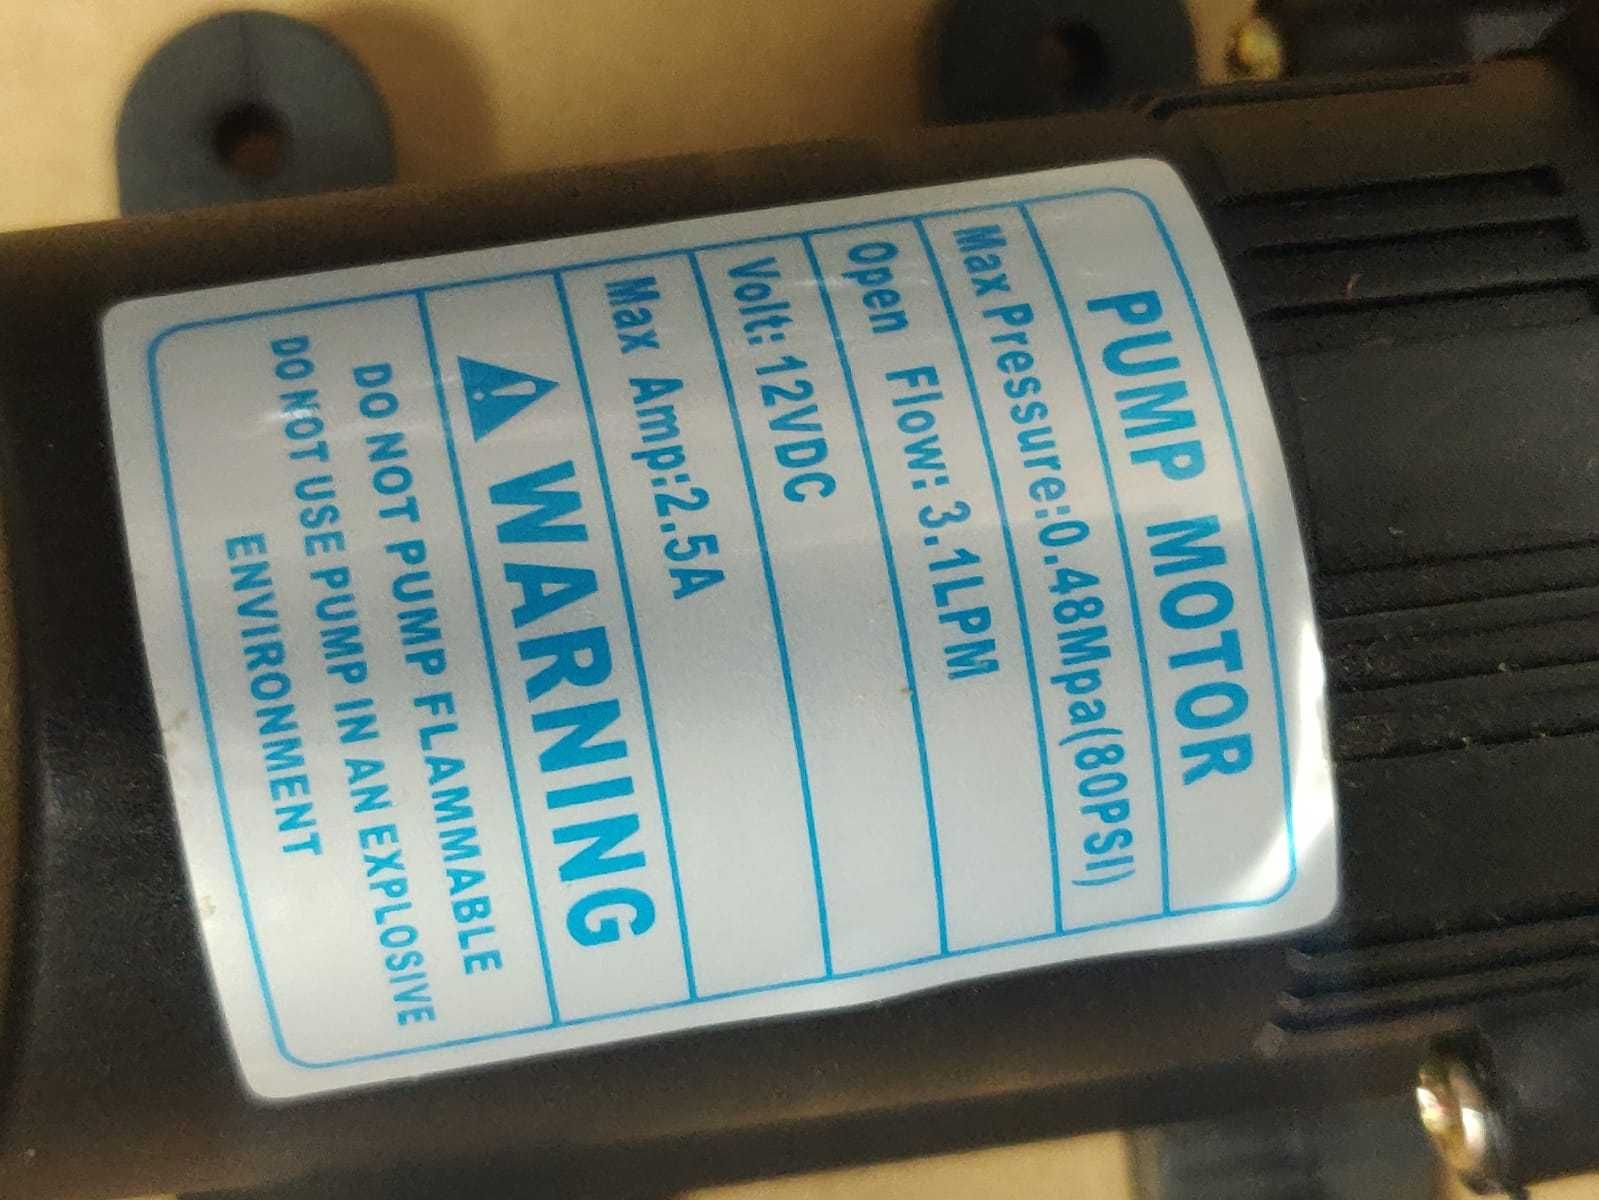 PUMP MOTOR
Max Pressure:0.48Mpa(80PSI)
Open Flow: 3.1LPM
Volt: 12VDC
Max Amp:2.5A
WARNING
DO NOT PUMP FLAMMABLE
DO NOT USE PUMP IN AN EXPLOSIVE
ENVIRONMENT